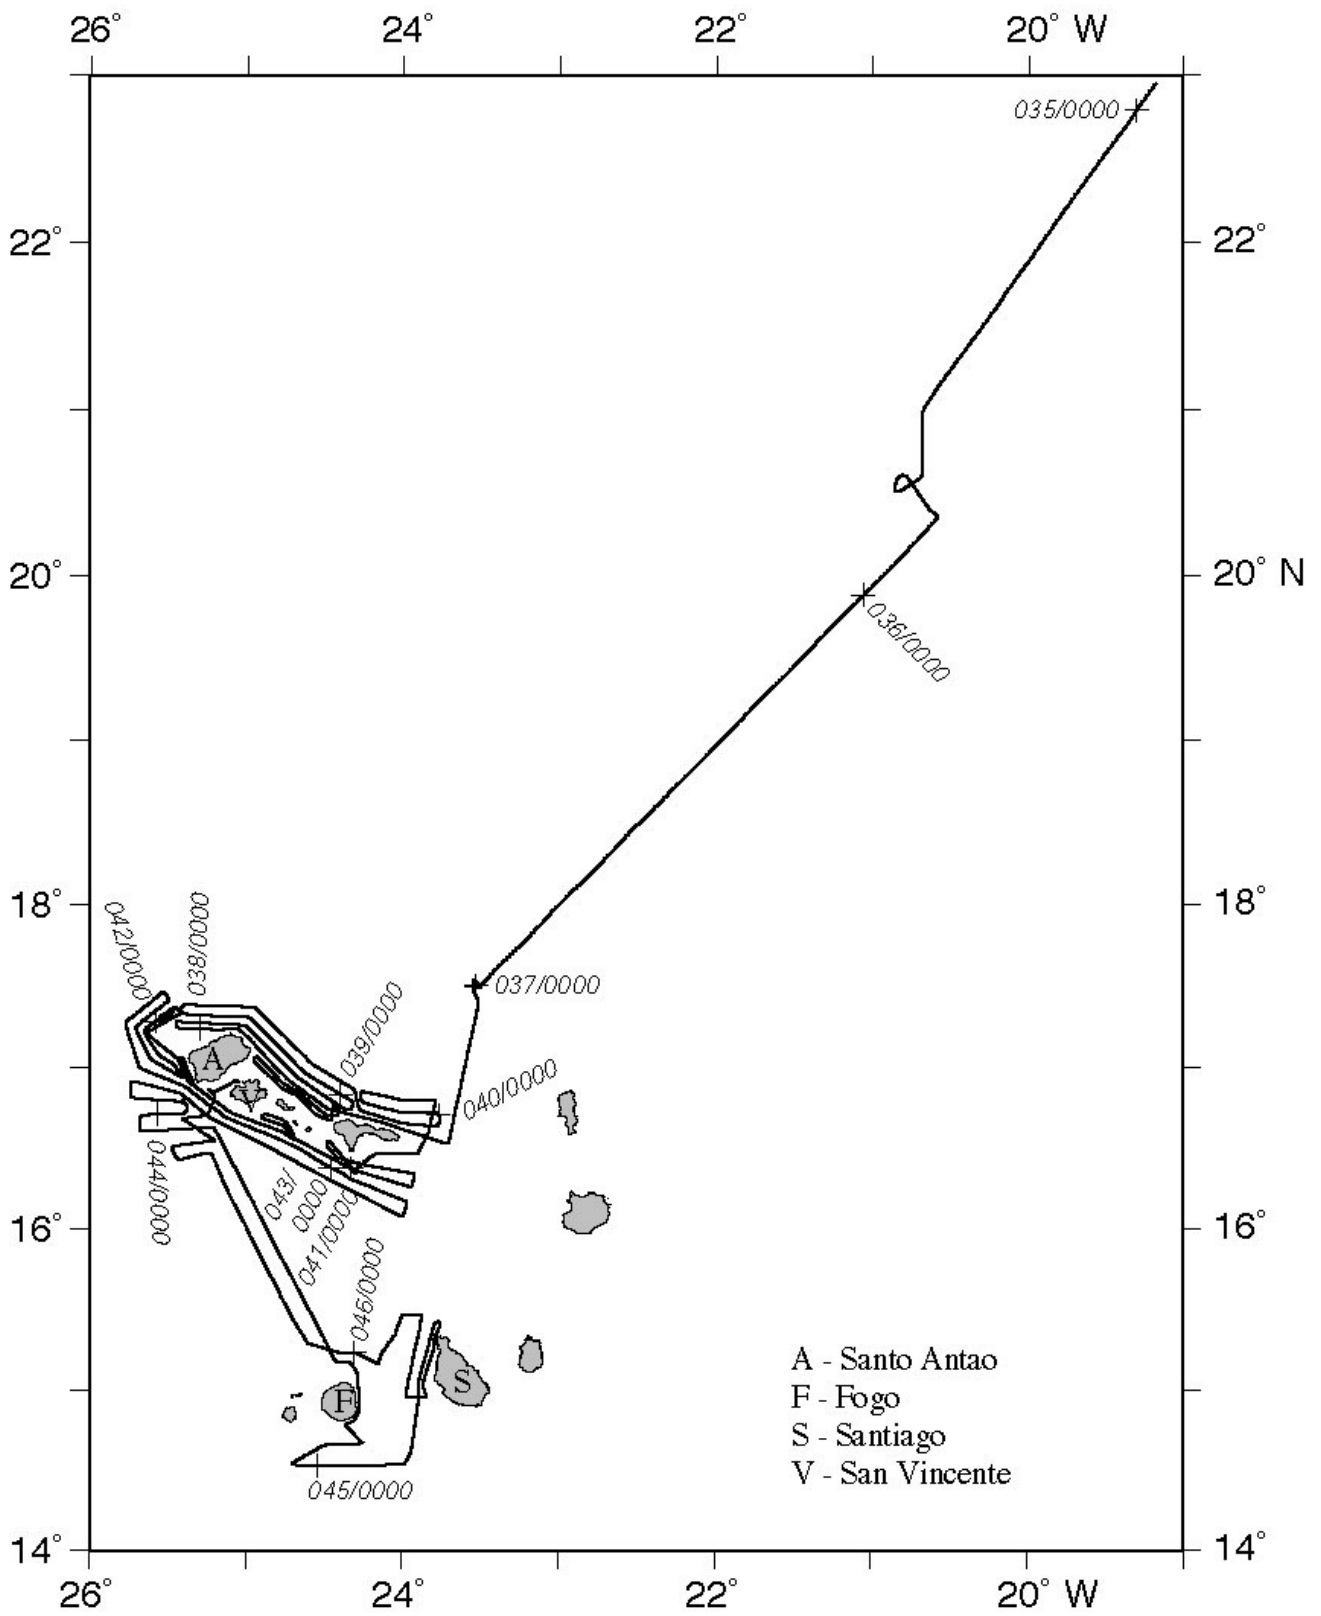 26° 24° 22° 20° W
035/0000
22° 22°
20° 20° N
036/0000
18° 18°
042/0000
038/0000
037/0000
039/0000
040/0000
A
V
044/0000
043/
0000
041/0000
16° 16°
046/0000
A - Santo Antao
S
F
F - Fogo
S - Santiago
V - San Vincente
045/0000
14° 14°
26° 24° 22° 20° W